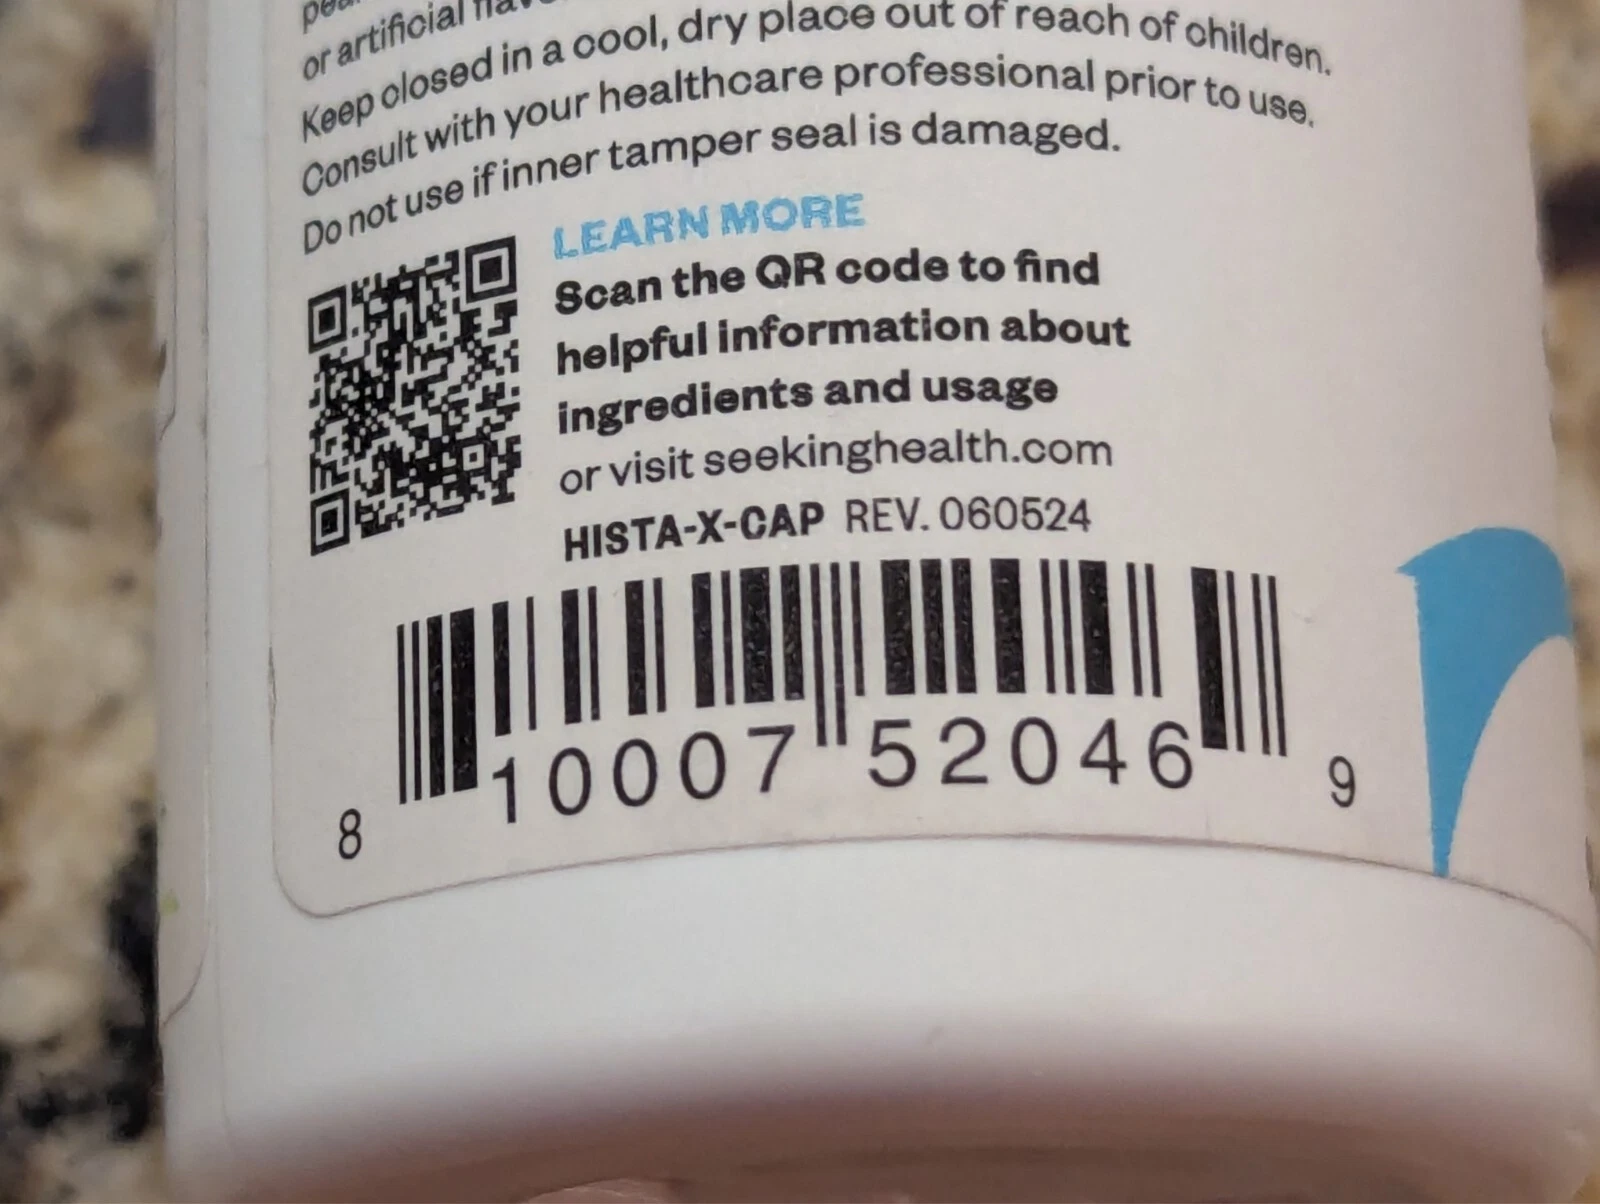 or artificial
Keep closed in a cool, dry place out of reach of children.
Consult with your healthcare professional prior to use.
Do not use if inner tamper seal is damaged.
LEARN MORE
Scan the QR code to find
helpful information about
ingredients and usage
or visit seekinghealth.com
HISTA-X-CAP REV. 060524
8 10007 52046 9